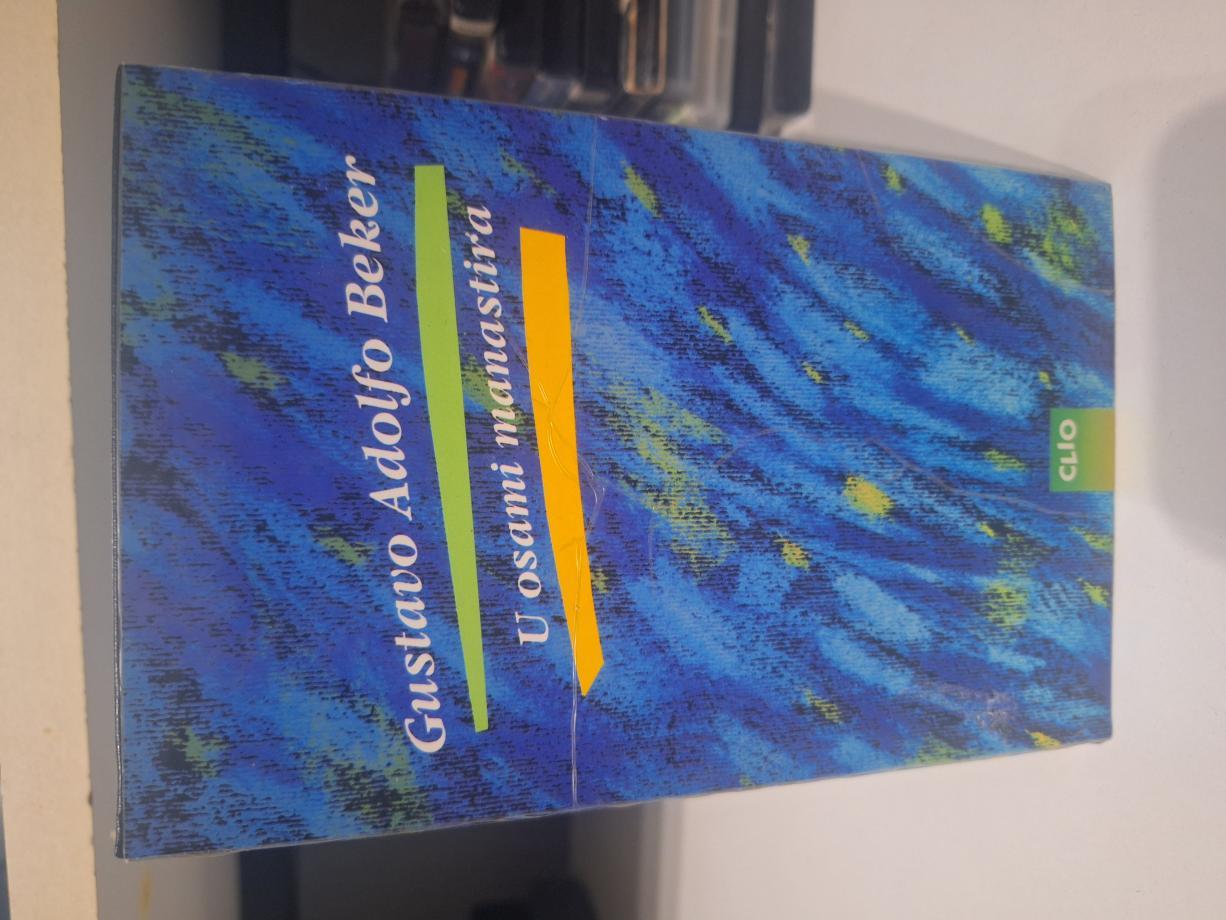 Gustavo Adolfo Beker
U osami manastira
CLIO